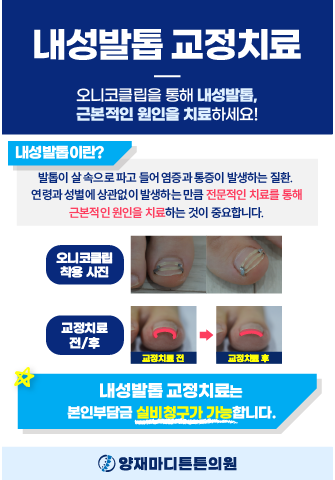 내성발톱 교정치료
오니코클립을 통해 내성발톱,
근본적인 원인을 치료하세요!
내성발톱이란?
발톱이 살 속으로 파고 들어 염증과 통증이 발생하는 질환.
연령과 성별에 상관없이 발생하는 만큼 전문적인 치료를 통해
근본적인 원인을 치료하는 것이 중요합니다.
오니코클립
착용 사진
교정치료
전/후
교정치료 전
교정치료 후
내성발톱 교정치료는
본인부담금 실비청구가 가능합니다.
양재마디튼튼의원